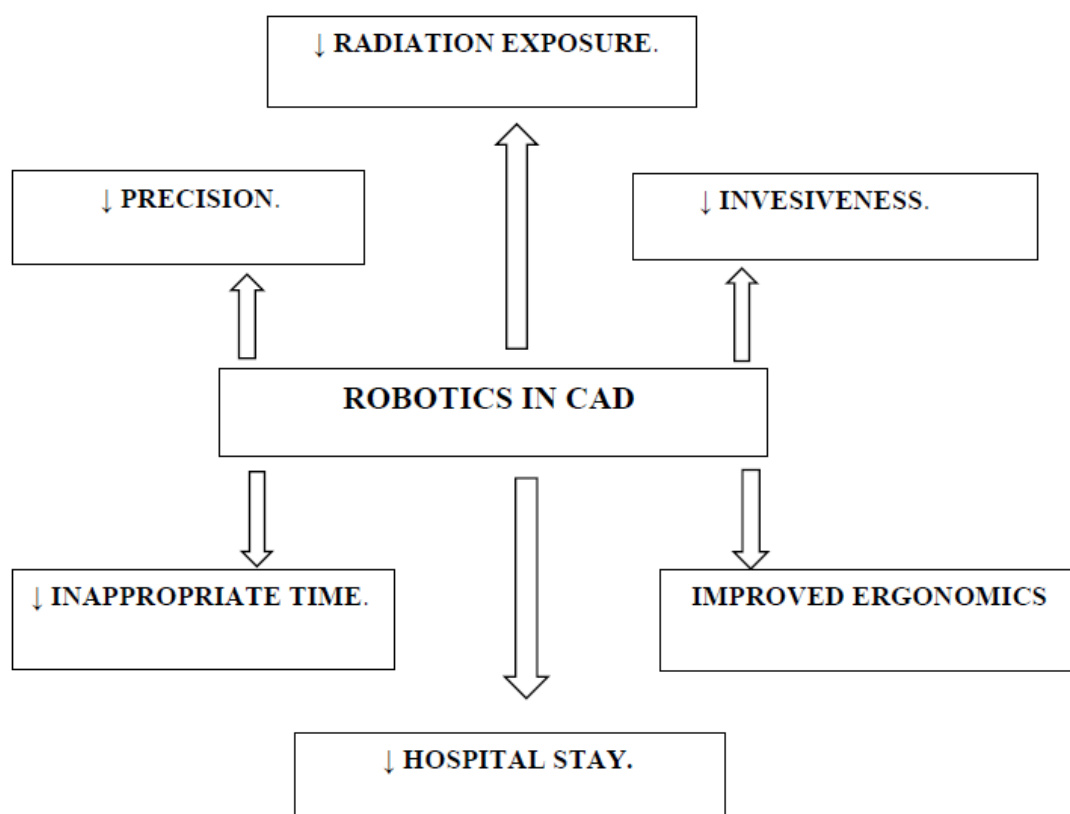 ↓ RADIATION EXPOSURE.
↓ PRECISION.
↓ INVESIVENESS.
ROBOTICS IN CAD
↓ INAPPROPRIATE TIME.
IMPROVED ERGONOMICS
↓ HOSPITAL STAY.